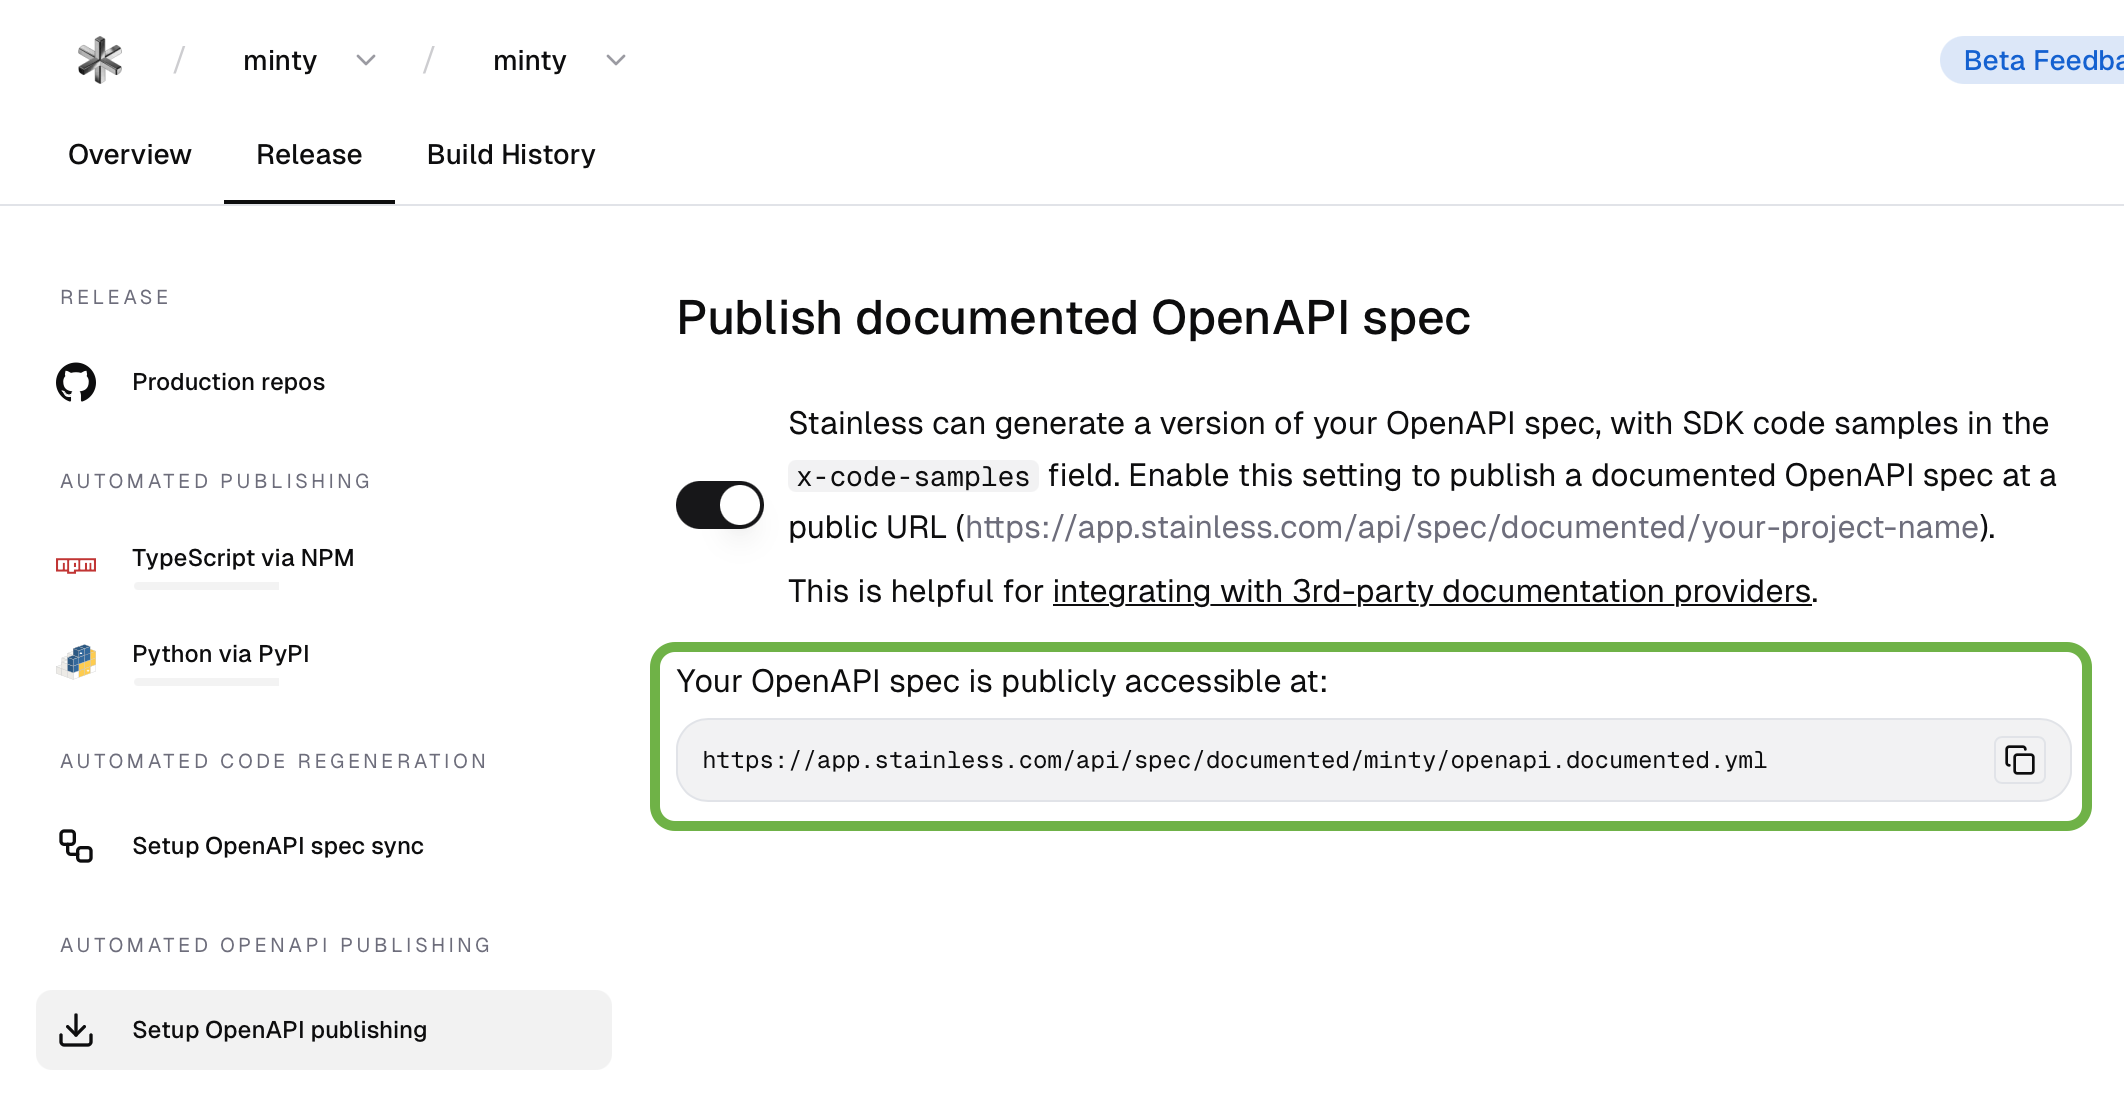 / minty / minty
Beta Feedba
Overview Release Build History
RELEASE
Production repos
AUTOMATED PUBLISHING
npm
TypeScript via NPM
Python via PyPI
AUTOMATED CODE REGENERATION
Setup OpenAPI spec sync
AUTOMATED OPENAPI PUBLISHING
Setup OpenAPI publishing
Publish documented OpenAPI spec
Stainless can generate a version of your OpenAPI spec, with SDK code samples in the
x-code-samples field. Enable this setting to publish a documented OpenAPI spec at a
public URL (https://app.stainless.com/api/spec/documented/your-project-name).
This is helpful for integrating with 3rd-party documentation providers.
Your OpenAPI spec is publicly accessible at:
https://app.stainless.com/api/spec/documented/minty/openapi.documented.yml